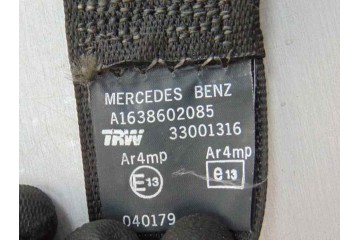 MERCEDES BENZ
A1638602085
TRW 33001316
Ar4mp Ar4mp
E13 e13
040179